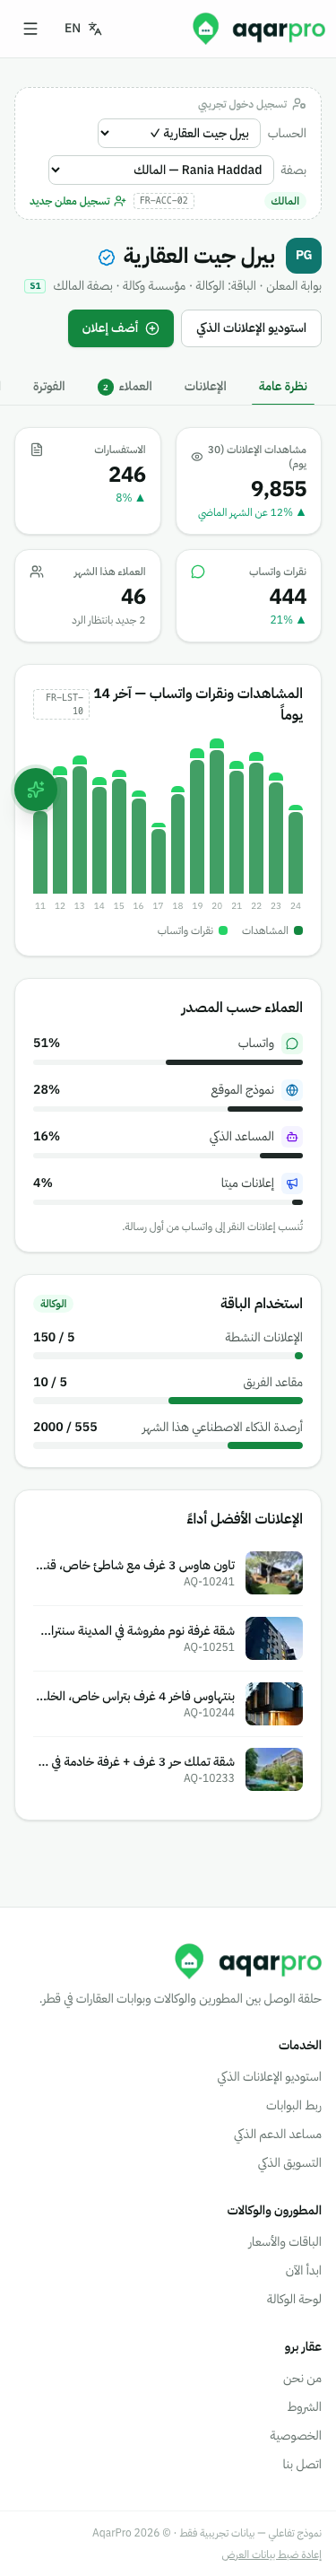 aqarpro
EN
تسجيل دخول تجريبي
الحساب
بيرل جيت العقارية ✓
بصفة
Rania Haddad — المالك
المالك
FR-ACC-02
تسجيل معلن جديد
PG
بيرل جيت العقارية
بوابة المعلن · الباقة: الوكالة · مؤسسة وكالة · بصفة المالك
S1
استوديو الإعلانات الذكي
أضف إعلان
نظرة عامة
الإعلانات
العملاء 2
الفوترة
مشاهدات الإعلانات (30 يوم)
9,855
▲ 12% عن الشهر الماضي
الاستفسارات
246
▲ 8%
نقرات واتساب
444
▲ 21%
العملاء هذا الشهر
46
2 جديد بانتظار الرد
المشاهدات ونقرات واتساب — آخر 14
يوماً
FR-LST-
10
11 12 13 14 15 16 17 18 19 20 21 22 23 24
المشاهدات
نقرات واتساب
العملاء حسب المصدر
واتساب
51%
نموذج الموقع
28%
المساعد الذكي
16%
إعلانات ميتا
4%
تُنسب إعلانات النقر إلى واتساب من أول رسالة.
استخدام الباقة
الوكالة
الإعلانات النشطة
150 / 5
مقاعد الفريق
10 / 5
أرصدة الذكاء الاصطناعي هذا الشهر
2000 / 555
الإعلانات الأفضل أداءً
تاون هاوس 3 غرف مع شاطئ خاص، قنـ...
AQ-10241
شقة غرفة نوم مفروشة في المدينة سنترا...
AQ-10251
بنتهاوس فاخر 4 غرف بتراس خاص، الخلـ...
AQ-10244
شقة تملك حر 3 غرف + غرفة خادمة في ...
AQ-10233
aqarpro
حلقة الوصل بين المطورين والوكالات وبوابات العقارات في قطر.
الخدمات
استوديو الإعلانات الذكي
ربط البوابات
مساعد الدعم الذكي
التسويق الذكي
المطورون والوكالات
الباقات والأسعار
ابدأ الآن
لوحة الوكالة
عقار برو
من نحن
الشروط
الخصوصية
اتصل بنا
نموذج تفاعلي — بيانات تجريبية فقط · © 2026 AqarPro
إعادة ضبط بيانات العرض